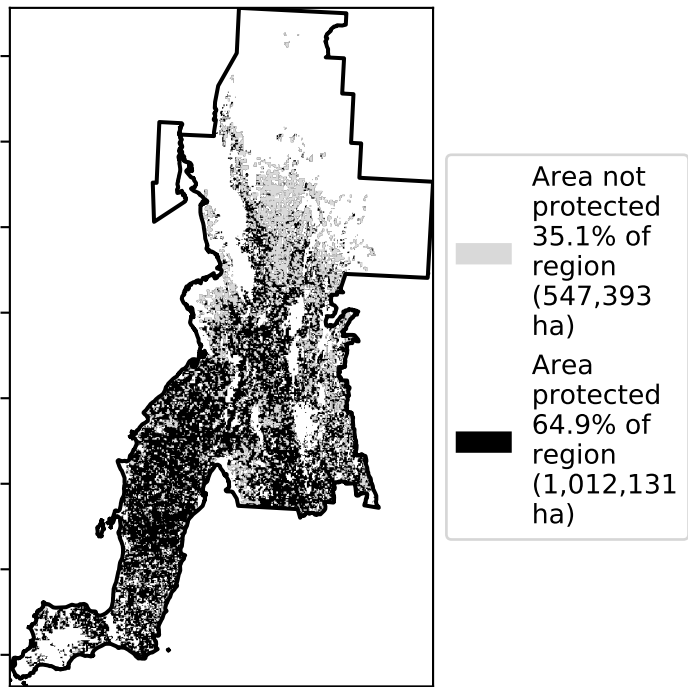 Area not
protected
35.1% of
region
(547,393
ha)
Area
protected
64.9% of
region
(1,012,131
ha)